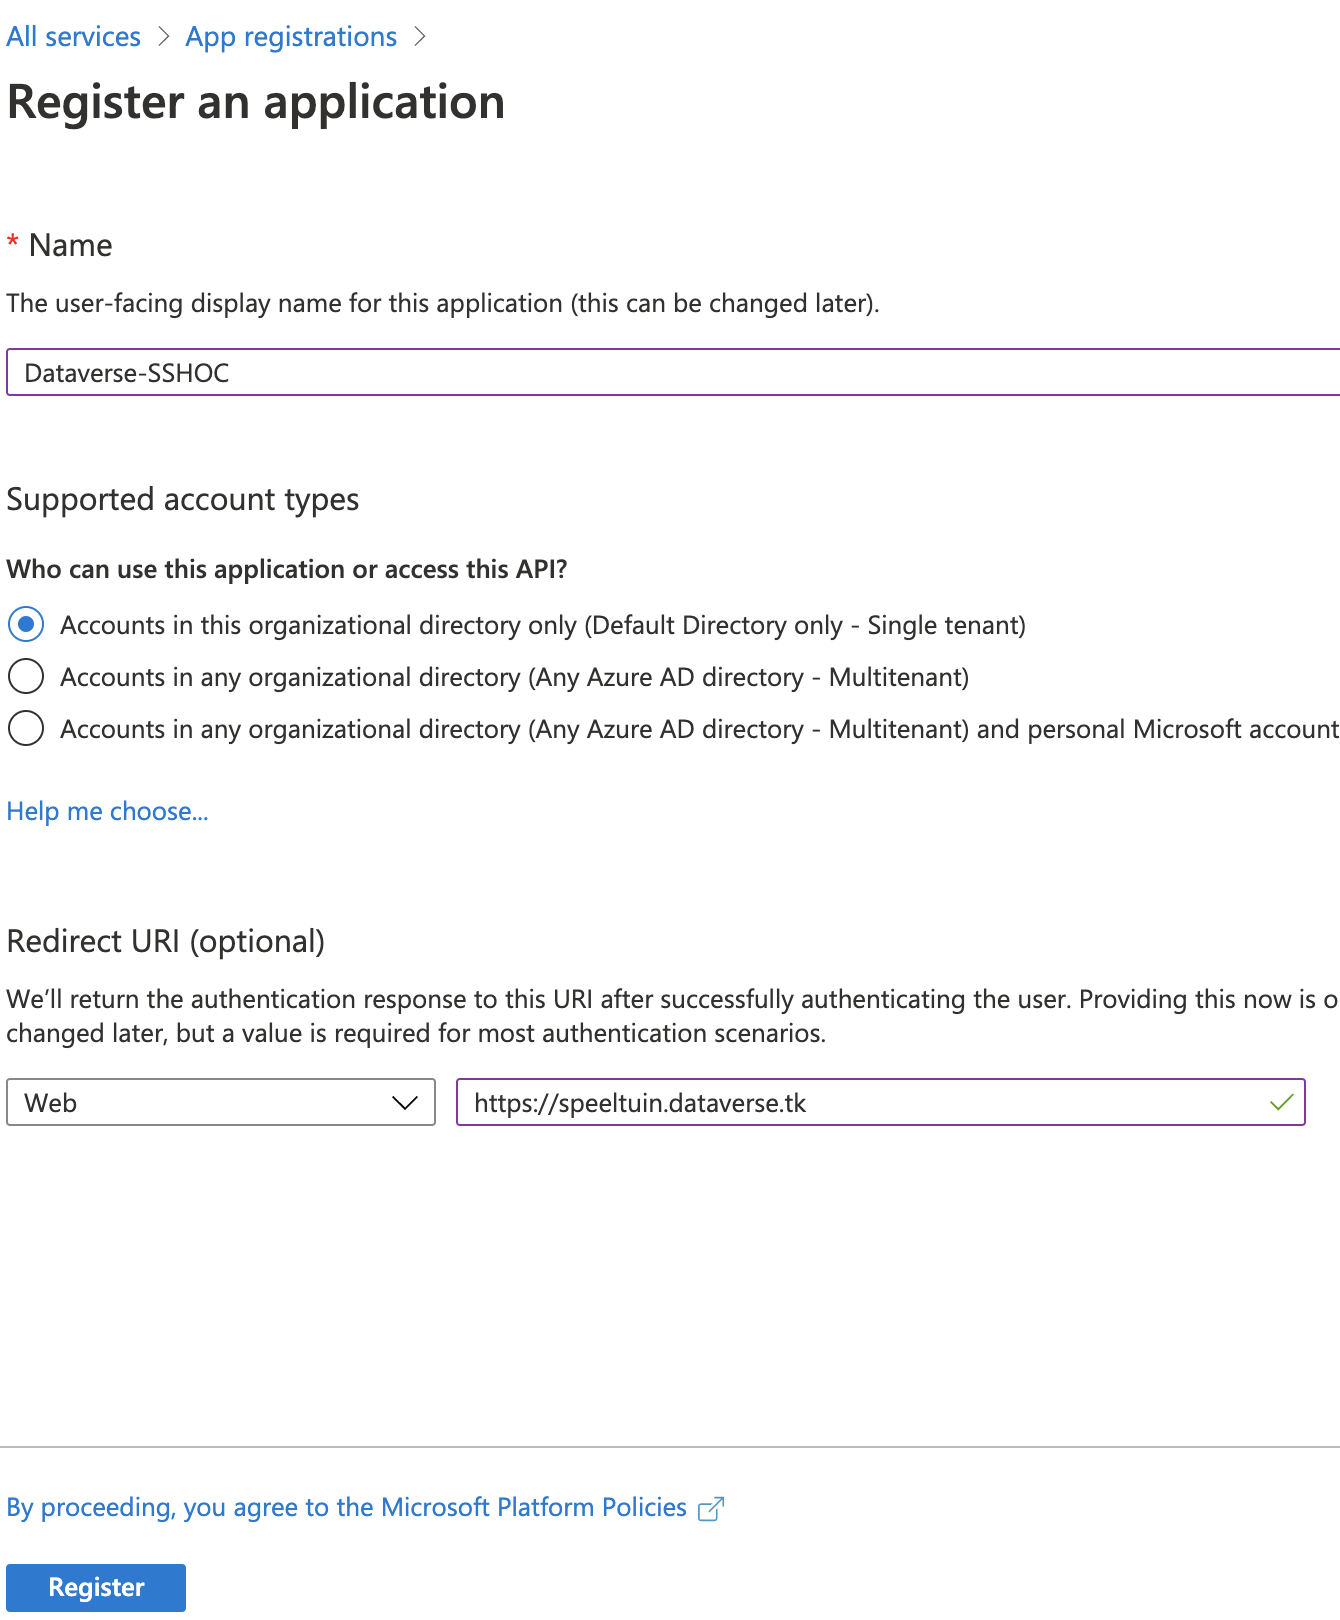 All services > App registrations >
Register an application
* Name
The user-facing display name for this application (this can be changed later).
Dataverse-SSHOC
Supported account types
Who can use this application or access this API?
Accounts in this organizational directory only (Default Directory only - Single tenant)
Accounts in any organizational directory (Any Azure AD directory - Multitenant)
Accounts in any organizational directory (Any Azure AD directory - Multitenant) and personal Microsoft account
Help me choose...
Redirect URI (optional)
We’ll return the authentication response to this URI after successfully authenticating the user. Providing this now is
changed later, but a value is required for most authentication scenarios.
Web
https://speeltuin.dataverse.tk
By proceeding, you agree to the Microsoft Platform Policies
Register